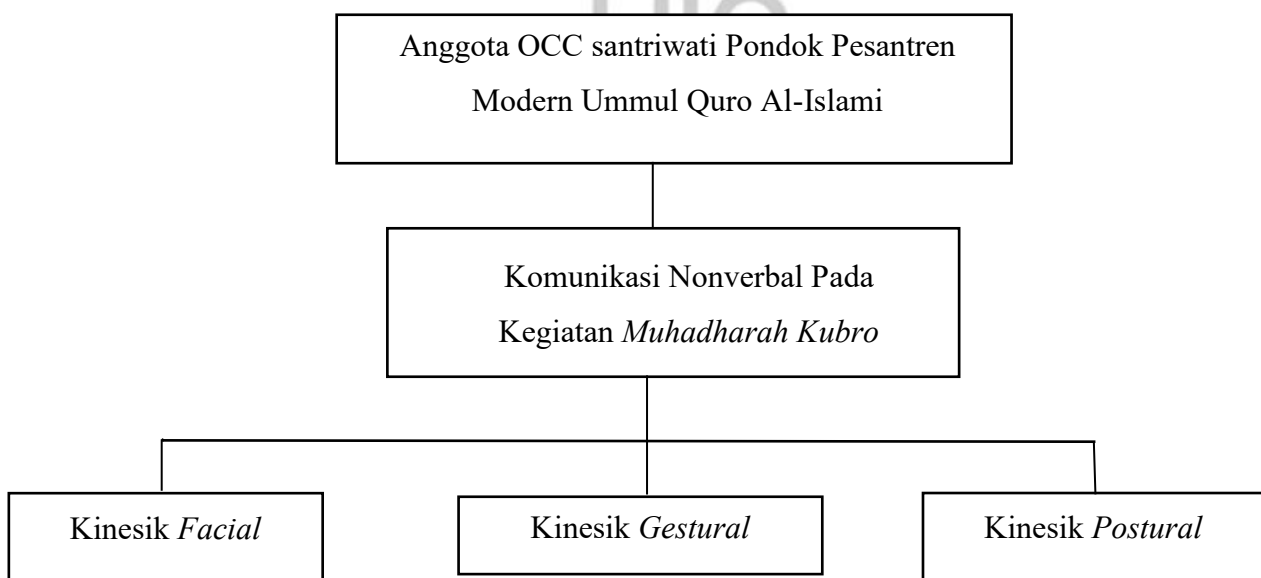 Anggota OCC santriwati Pondok Pesantren
Modern Ummul Quro Al-Islami
Komunikasi Nonverbal Pada
Kegiatan Muhadharah Kubro
Kinesik Facial
Kinesik Gestural
Kinesik Postural